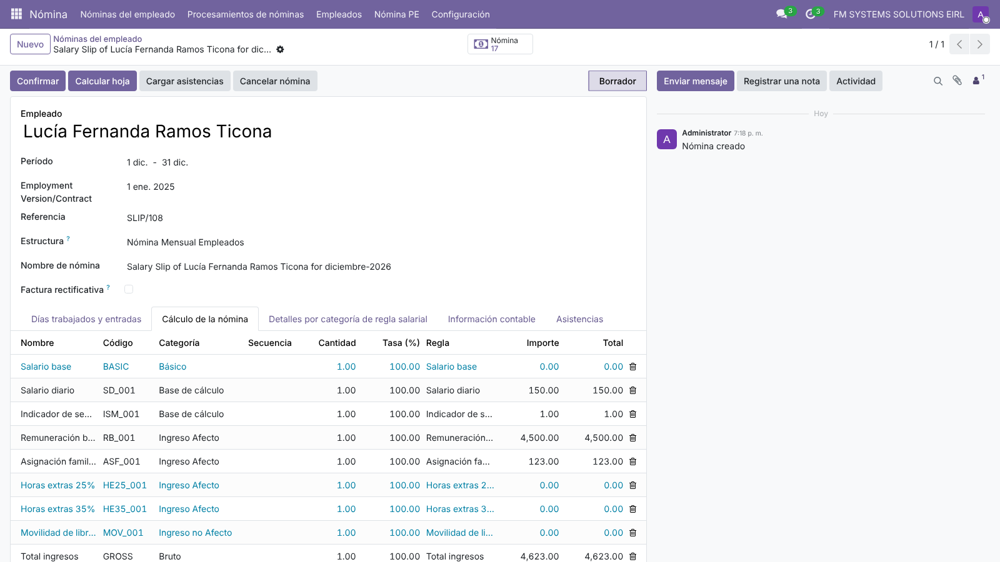 Nómina Nóminas del empleado Procesamientos de nóminas Empleados Nómina PE Configuración 3 3 FM SYSTEMS SOLUTIONS EIRL A
Nuevo Nóminas del empleado
Salary Slip of Lucía Fernanda Ramos Ticona for dic...
Nómina
17
1 / 1
Confirmar Calcular hoja Cargar asistencias Cancelar nómina Borrador
Enviar mensaje Registrar una nota Actividad 1
Empleado
Lucía Fernanda Ramos Ticona
Período 1 dic. - 31 dic.
Employment Version/Contract 1 ene. 2025
Referencia SLIP/108
Estructura ? Nómina Mensual Empleados
Nombre de nómina Salary Slip of Lucía Fernanda Ramos Ticona for diciembre-2026
Factura rectificativa ?
Hoy
A Administrator 7:18 p. m.
Nómina creado
Días trabajados y entradas Cálculo de la nómina Detalles por categoría de regla salarial Información contable Asistencias
Nombre Código Categoría Secuencia Cantidad Tasa (%) Regla Importe Total
Salario base BASIC Básico 1.00 100.00 Salario base 0.00 0.00
Salario diario SD_001 Base de cálculo 1.00 100.00 Salario diario 150.00 150.00
Indicador de se... ISM_001 Base de cálculo 1.00 100.00 Indicador de s... 1.00 1.00
Remuneración b... RB_001 Ingreso Afecto 1.00 100.00 Remuneración... 4,500.00 4,500.00
Asignación famil... ASF_001 Ingreso Afecto 1.00 100.00 Asignación fa... 123.00 123.00
Horas extras 25% HE25_001 Ingreso Afecto 1.00 100.00 Horas extras 2... 0.00 0.00
Horas extras 35% HE35_001 Ingreso Afecto 1.00 100.00 Horas extras 3... 0.00 0.00
Movilidad de libr... MOV_001 Ingreso no Afecto 1.00 100.00 Movilidad de li... 0.00 0.00
Total ingresos GROSS Bruto 1.00 100.00 Total ingresos 4,623.00 4,623.00